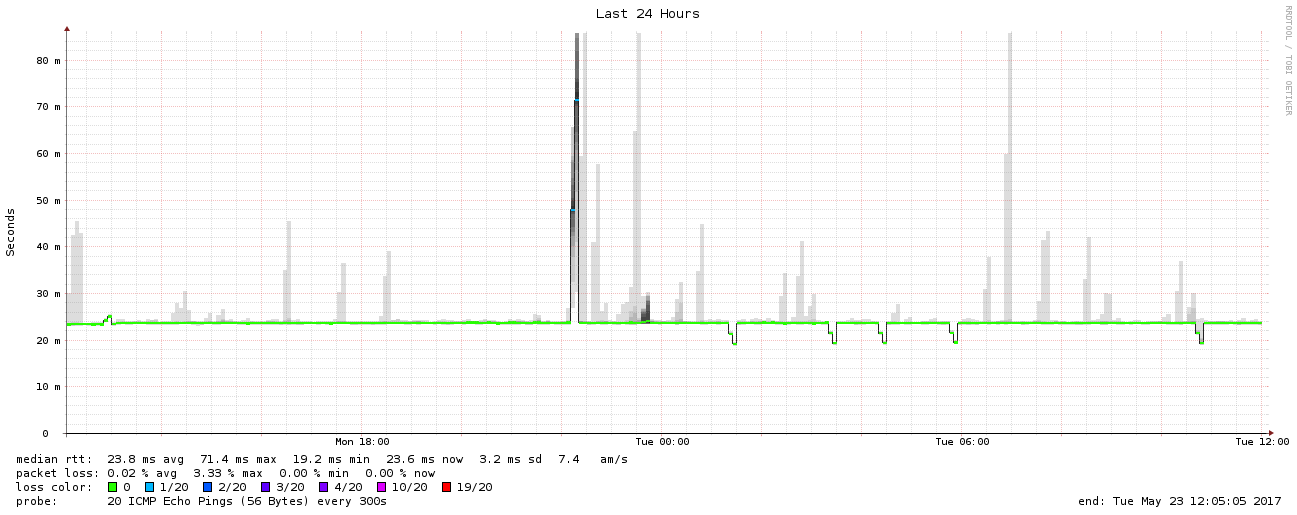 Last 24 Hours
RRDTOOL / TOBI OETIKER
Seconds
80 m
70 m
60 m
50 m
40 m
30 m
20 m
10 m
0
Mon 18:00 Tue 00:00 Tue 06:00 Tue 12:00
median rtt: 23.8 ms avg 71.4 ms max 19.2 ms min 23.6 ms now 3.2 ms sd 7.4 am/s
packet loss: 0.02 % avg 3.33 % max 0.00 % min 0.00 % now
loss color: 0 1/20 2/20 3/20 4/20 10/20 19/20
probe: 20 ICMP Echo Pings (56 Bytes) every 300s end: Tue May 23 12:05:05 2017